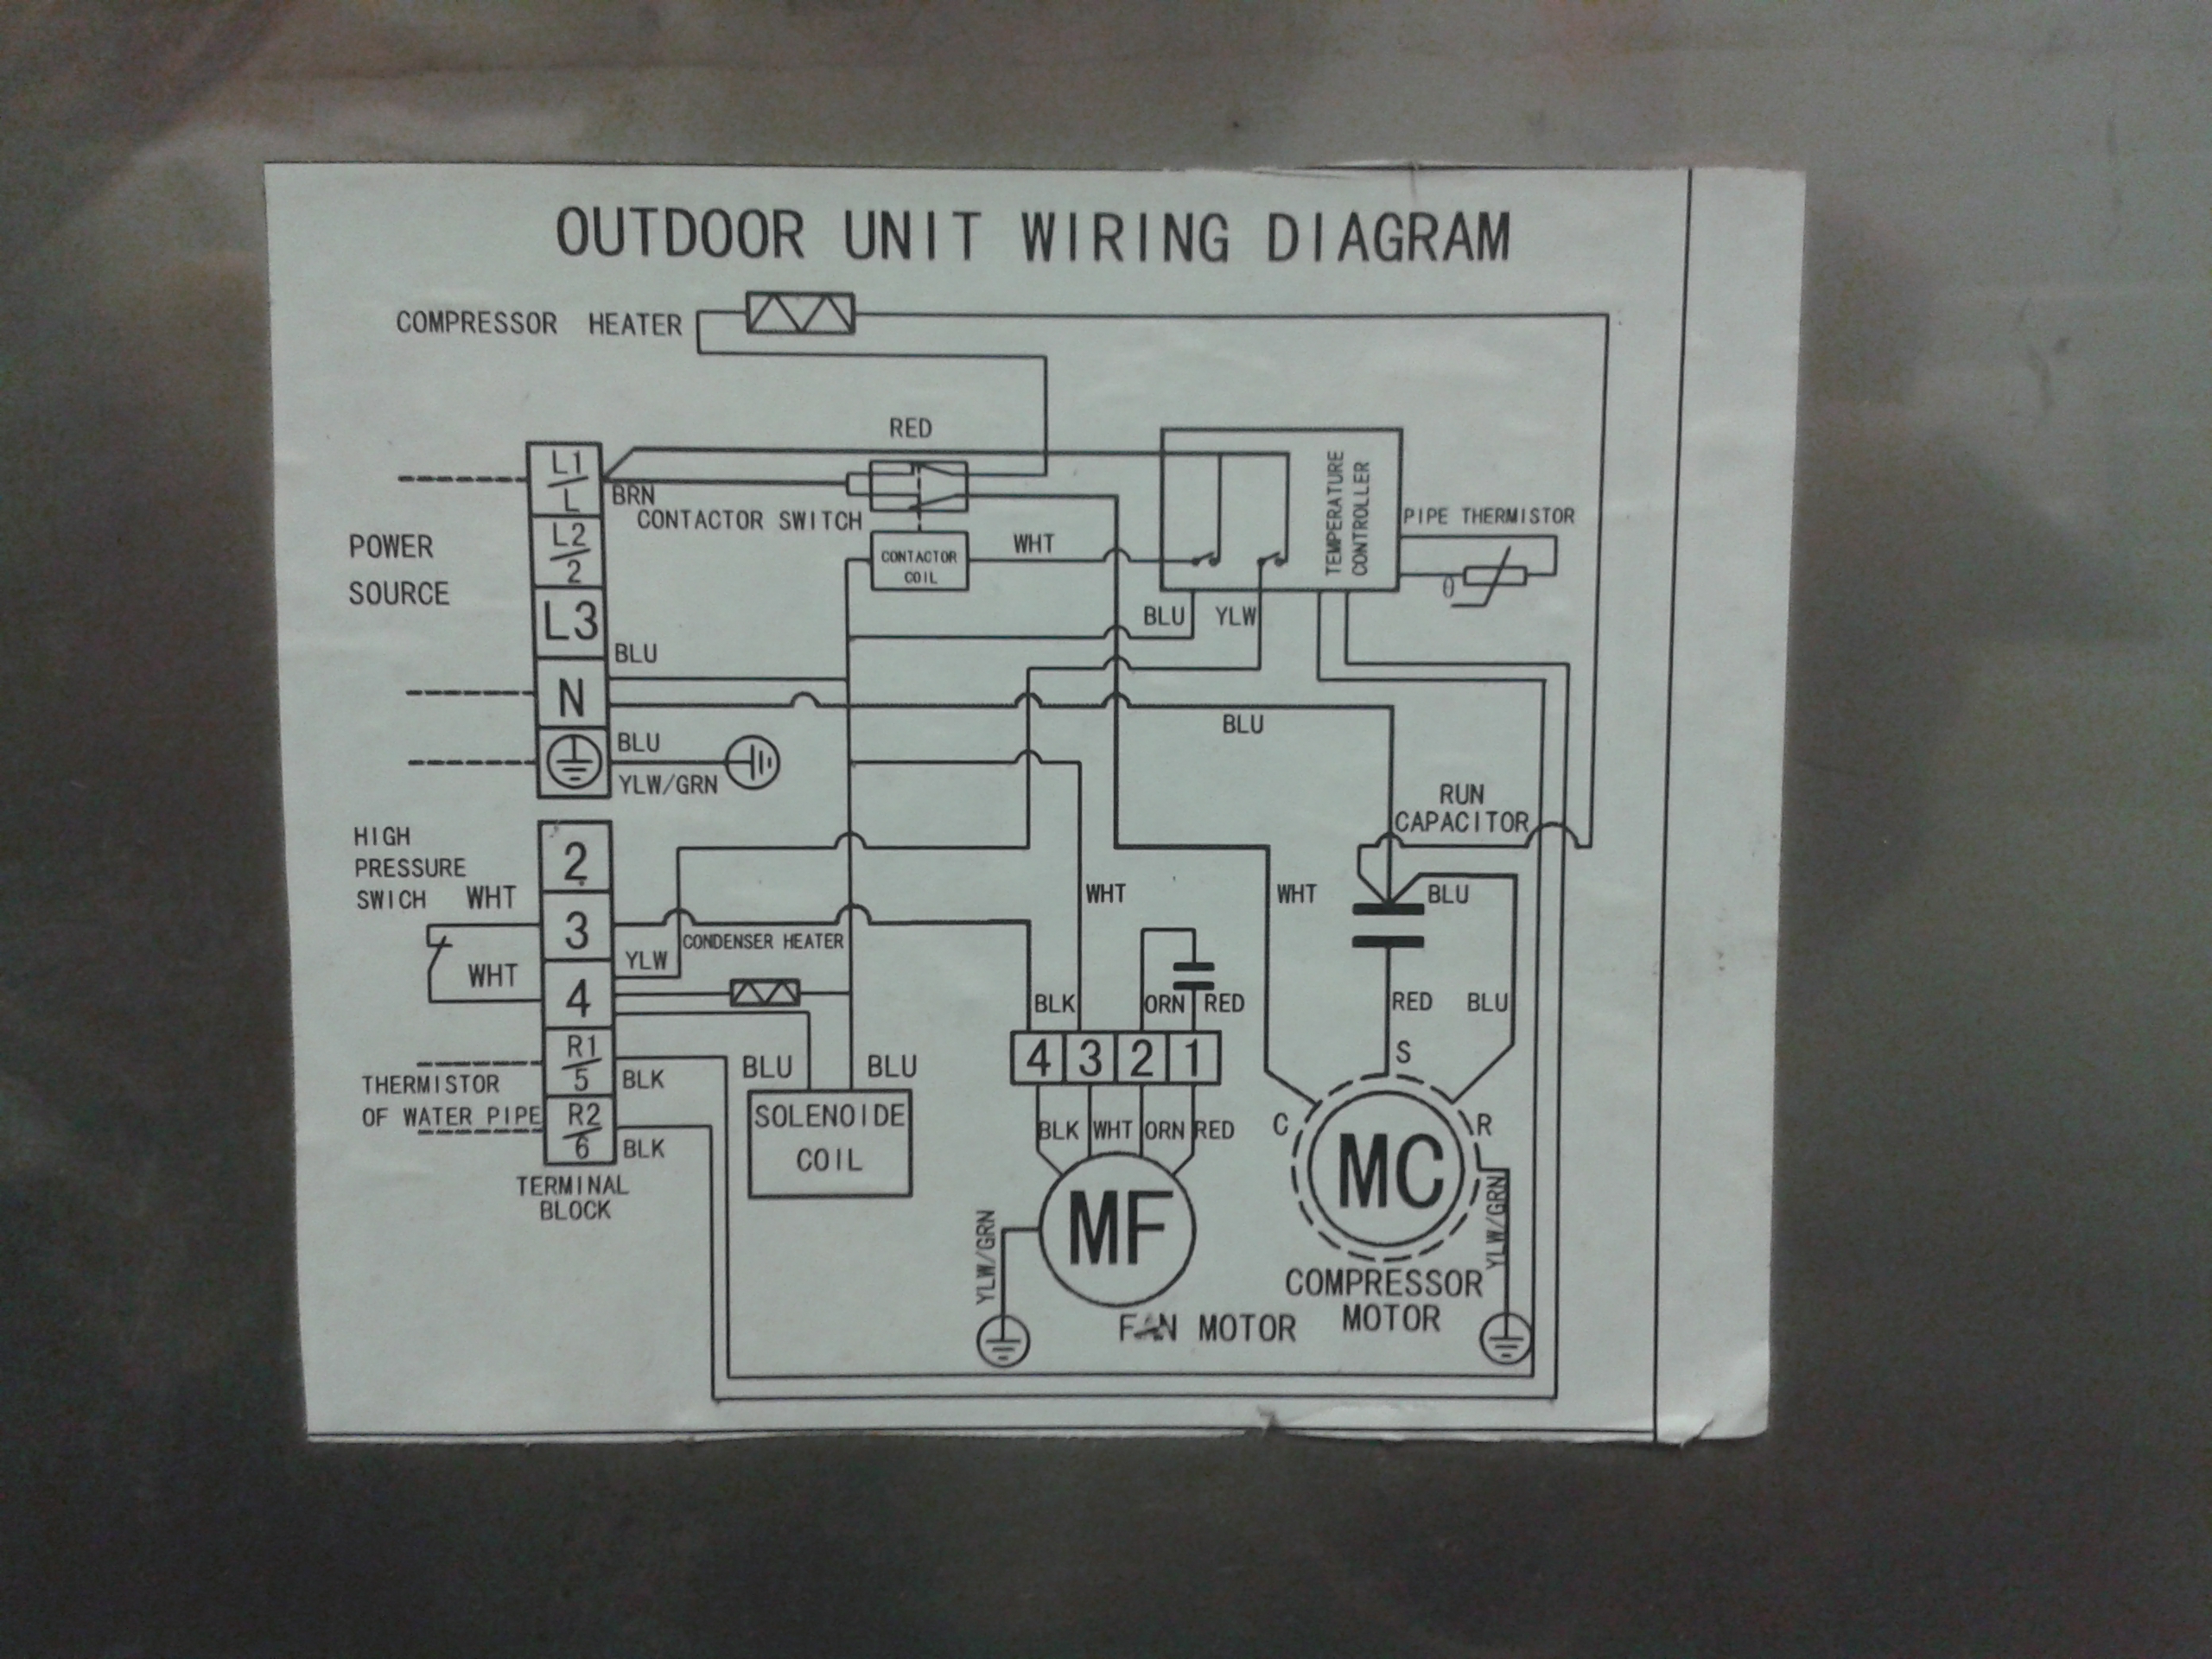 OUTDOOR UNIT WIRING DIAGRAM
COMPRESSOR HEATER
RED
L1
L
BRN
CONTACTOR SWITCH
TEMPERATURE
CONTROLLER
PIPE THERMISTOR
θ
POWER
SOURCE
L2
2
CONTACTOR
COIL
WHT
L3
BLU
YLW
BLU
N
BLU
BLU
YLW/GRN
RUN
CAPACITOR
HIGH
PRESSURE
SWICH
WHT
2
WHT
WHT
BLU
3
CONDENSER HEATER
YLW
WHT
4
BLK
ORN
RED
RED
BLU
R1
5
BLK
BLU
BLU
4 3 2 1
S
THERMISTOR
OF WATER PIPE
R2
6
BLK
SOLENOIDE
COIL
BLK
WHT
ORN
RED
C
R
MC
TERMINAL
BLOCK
MF
YLW/GRN
YLW/GRN
COMPRESSOR
MOTOR
FAN MOTOR